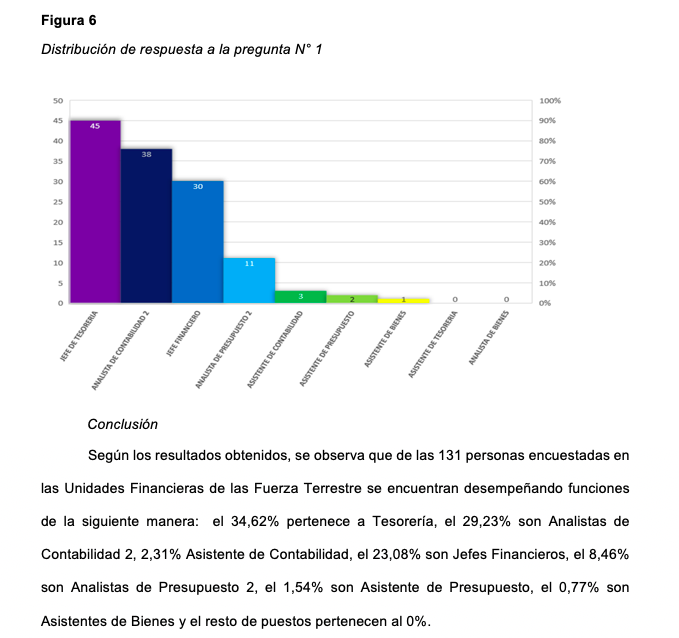 Figura 6
Distribución de respuesta a la pregunta N° 1
50 100%
45 90%
40 80%
35 70%
30 60%
25 50%
20 40%
15 30%
10 20%
5 10%
0 0%
45
38
30
11
3
2
1
0
0
JEFE DE TESORERIA
ANALISTA DE CONTABILIDAD 2
JEFE FINANCIERO
ANALISTA DE PRESUPUESTO 2
ASISTENTE DE CONTABILIDAD
ASISTENTE DE PRESUPUESTO
ASISTENTE DE BIENES
ASISTENTE DE TESORERIA
ANALISTA DE BIENES
Conclusión
Según los resultados obtenidos, se observa que de las 131 personas encuestadas en
las Unidades Financieras de las Fuerza Terrestre se encuentran desempeñando funciones
de la siguiente manera:  el 34,62% pertenece a Tesorería, el 29,23% son Analistas de
Contabilidad 2, 2,31% Asistente de Contabilidad, el 23,08% son Jefes Financieros, el 8,46%
son Analistas de Presupuesto 2, el 1,54% son Asistente de Presupuesto, el 0,77% son
Asistentes de Bienes y el resto de puestos pertenecen al 0%.